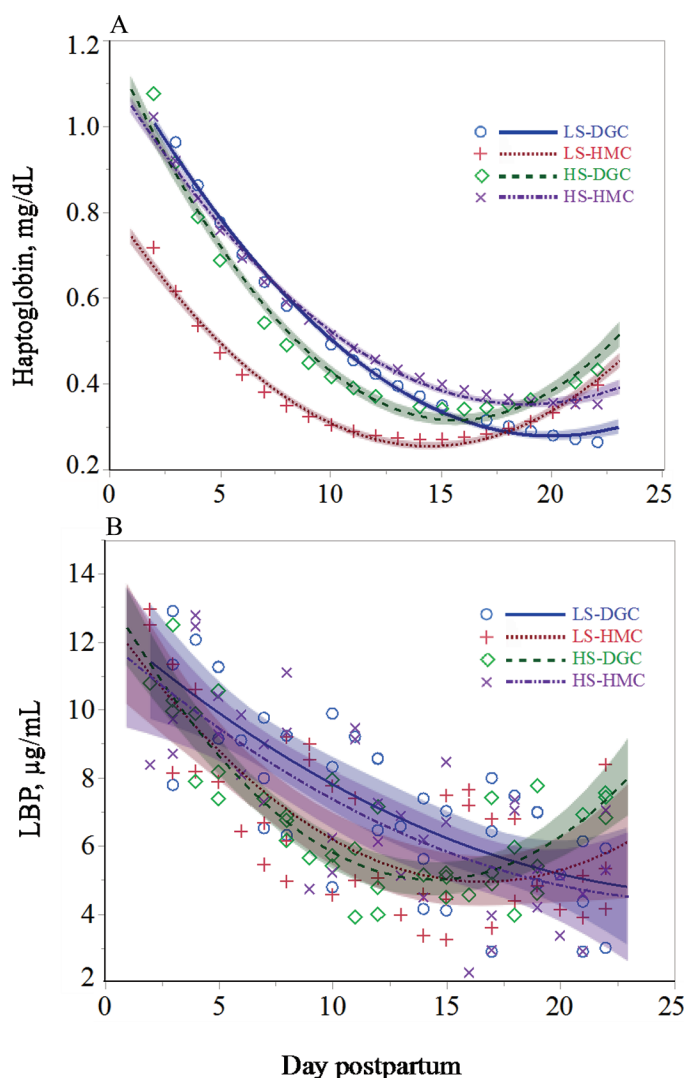 A
1.2
1.0
0.8
0.6
0.4
0.2
Haptoglobin, mg/dL
LS-DGC
LS-HMC
HS-DGC
HS-HMC
0 5 10 15 20 25
B
14
12
10
8
6
4
2
LBP, µg/mL
LS-DGC
LS-HMC
HS-DGC
HS-HMC
0 5 10 15 20 25
Day postpartum